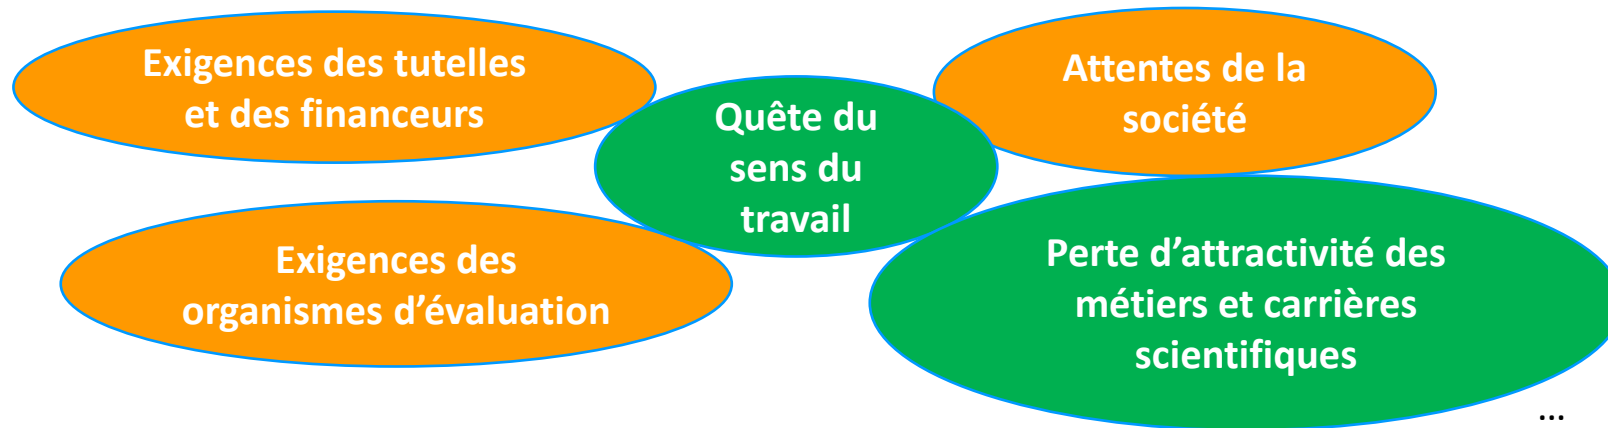 Exigences des tutelles
et des financeurs
Quête du
sens du
travail
Attentes de la
société
Exigences des
organismes d’évaluation
Perte d’attractivité des
métiers et carrières
scientifiques
...